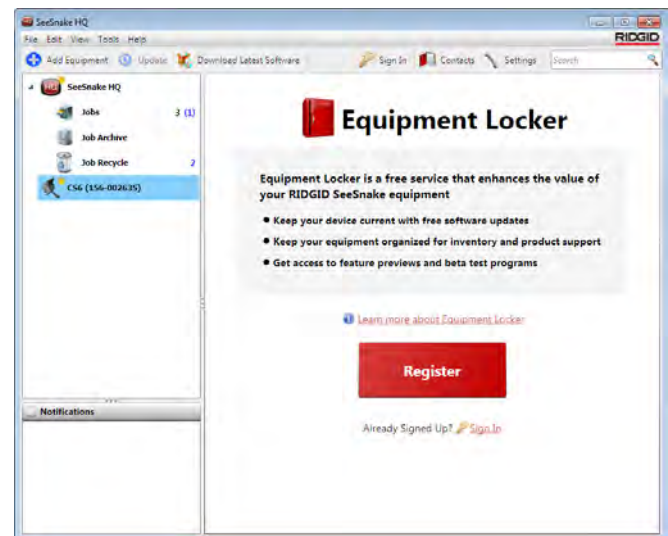 SeeSnake HQ
File Edit View Tools Help
RIDGID
Add Equipment Update Download Latest Software Sign In Contacts Settings Search
HQ SeeSnake HQ
Jobs 3 (1)
Job Archive
Job Recycle 2
CS6 (156-002635)
Notifications
Equipment Locker
Equipment Locker is a free service that enhances the value of
your RIDGID SeeSnake equipment
• Keep your device current with free software updates
• Keep your equipment organized for inventory and product support
• Get access to feature previews and beta test programs
Learn more about Equipment Locker
Register
Already Signed Up? Sign In